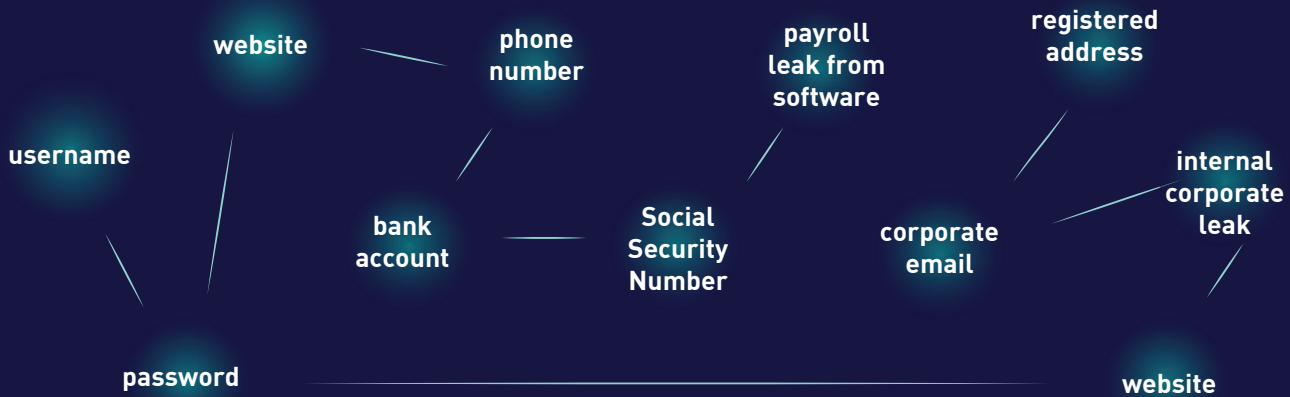 website
phone
number
payroll
leak from
software
registered
address
username
internal
corporate
leak
bank
account
Social
Security
Number
corporate
email
password
website